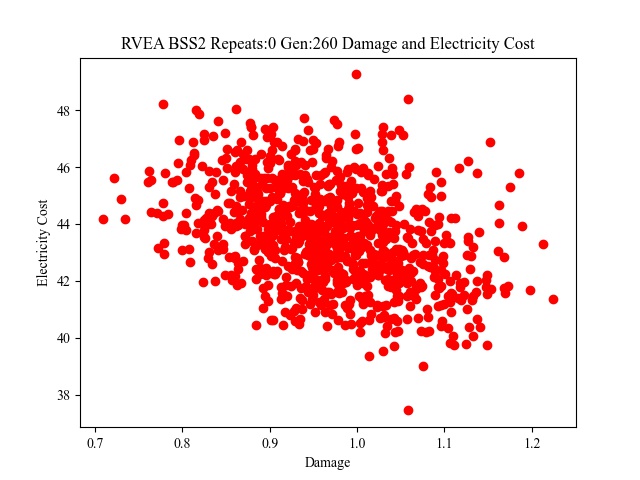 RVEA BSS2 Repeats:0 Gen:260 Damage and Electricity Cost
48
46
44
42
40
38
Electricity Cost
0.7 0.8 0.9 1.0 1.1 1.2
Damage